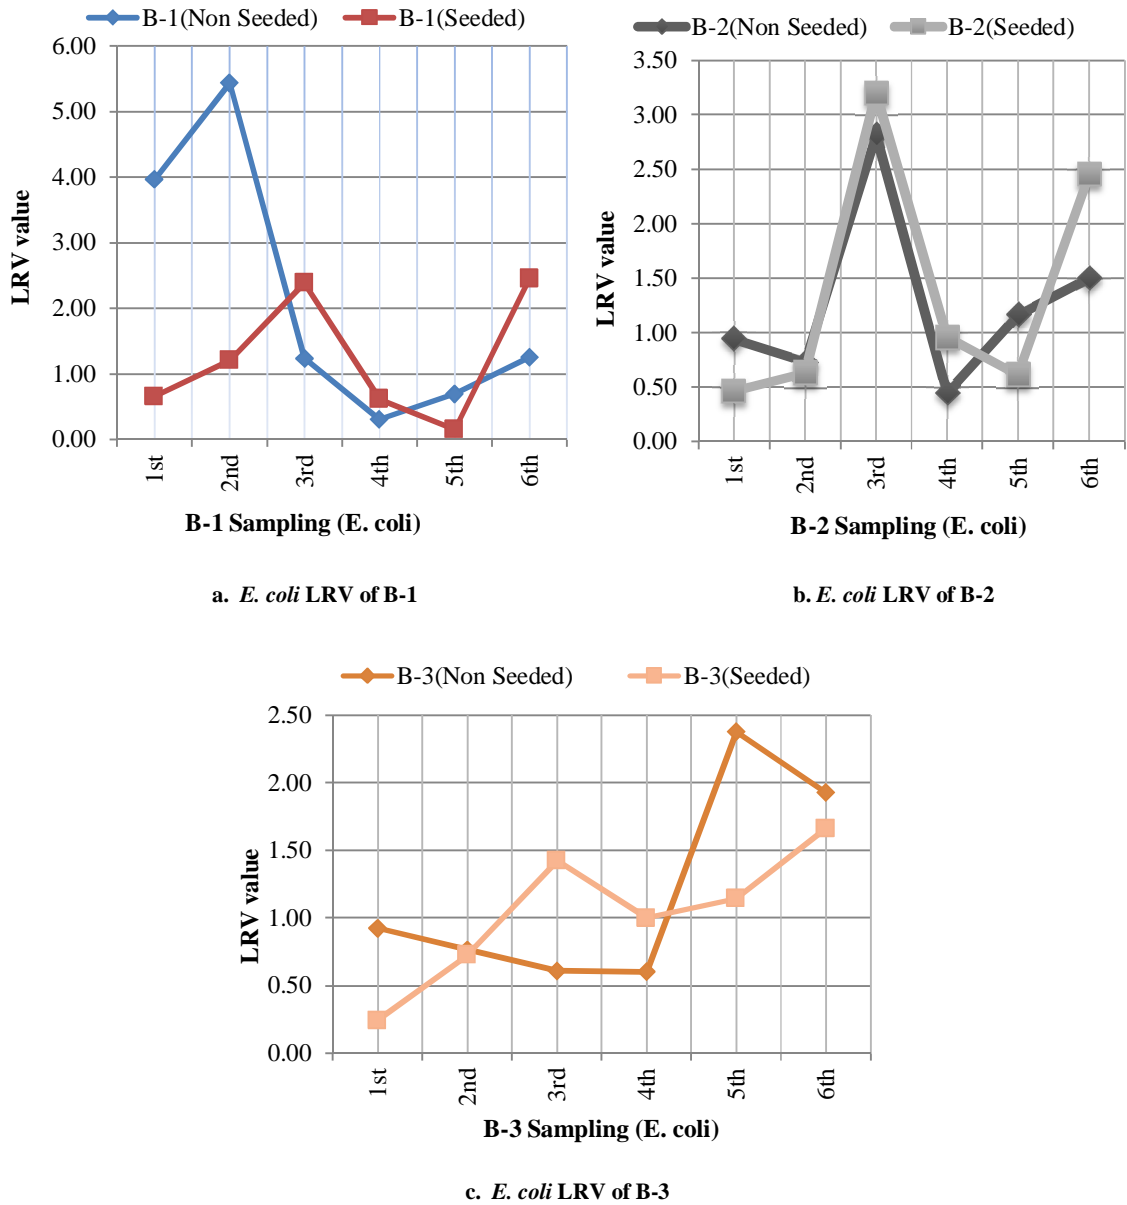 B-1(Non Seeded) B-1(Seeded)
6.00
5.00
4.00
3.00
2.00
1.00
0.00
LRV value
1st 2nd 3rd 4th 5th 6th
B-1 Sampling (E. coli)
a. E. coli LRV of B-1
B-2(Non Seeded) B-2(Seeded)
3.50
3.00
2.50
2.00
1.50
1.00
0.50
0.00
LRV value
1st 2nd 3rd 4th 5th 6th
B-2 Sampling (E. coli)
b. E. coli LRV of B-2
B-3(Non Seeded) B-3(Seeded)
2.50
2.00
1.50
1.00
0.50
0.00
LRV value
1st 2nd 3rd 4th 5th 6th
B-3 Sampling (E. coli)
c. E. coli LRV of B-3